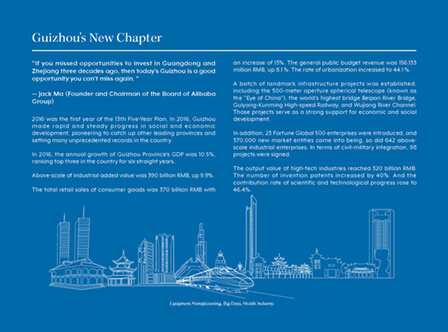 Guizhou's New Chapter
"If you missed opportunities to invest in Guangdong and
Zhejiang three decades ago, then today's Guizhou is a good
opportunity you can't miss again. "
— Jack Ma (Founder and Chairman of the Board of Alibaba
Group)
2016 was the first year of the 13th Five-Year Plan. In 2016, Guizhou
made rapid and steady progress in social and economic
development, pioneering to catch up other leading provinces and
setting many unprecedented records in the country.
In 2016, the annual growth of Guizhou Province's GDP was 10.5%,
ranking top three in the country for six straight years.
Above-scale of industrial added value was 390 billion RMB, up 9.9%.
The total retail sales of consumer goods was 370 billion RMB with
an increase of 13%. The general public budget revenue was 156.133
million RMB, up 8.1%. The rate of urbanization increased to 44.1%.
A batch of landmark infrastructure projects was established,
including the 500-meter aperture spherical telescope (known as
the "Eye of China"), the world's highest bridge Beipan River Bridge,
Guiyang-Kunming High-speed Railway, and Wujiang River Channel.
Those projects serve as a strong support for economic and social
development.
In addition, 23 Fortune Global 500 enterprises were introduced, and
370,000 new market entities came into being, so did 642 above-
scale industrial enterprises. In terms of civil-military integration, 98
projects were signed.
The output value of high-tech industries reached 320 billion RMB.
The number of invention patents increased by 40%. And the
contribution rate of scientific and technological progress rose to
46.4%.
Equipment Manufacturing, Big Data, Health Industry